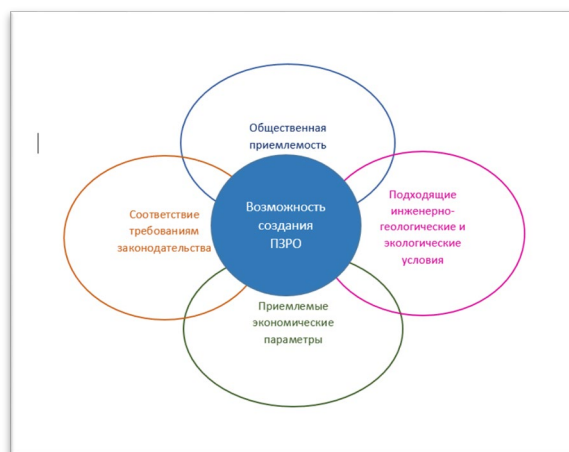 Общественная
приемлемость
Возможность
создания
ПЗРО
Соответствие
требованиям
законодательства
Подходящие
инженерно-
геологические и
экологические
условия
Приемлемые
экономические
параметры